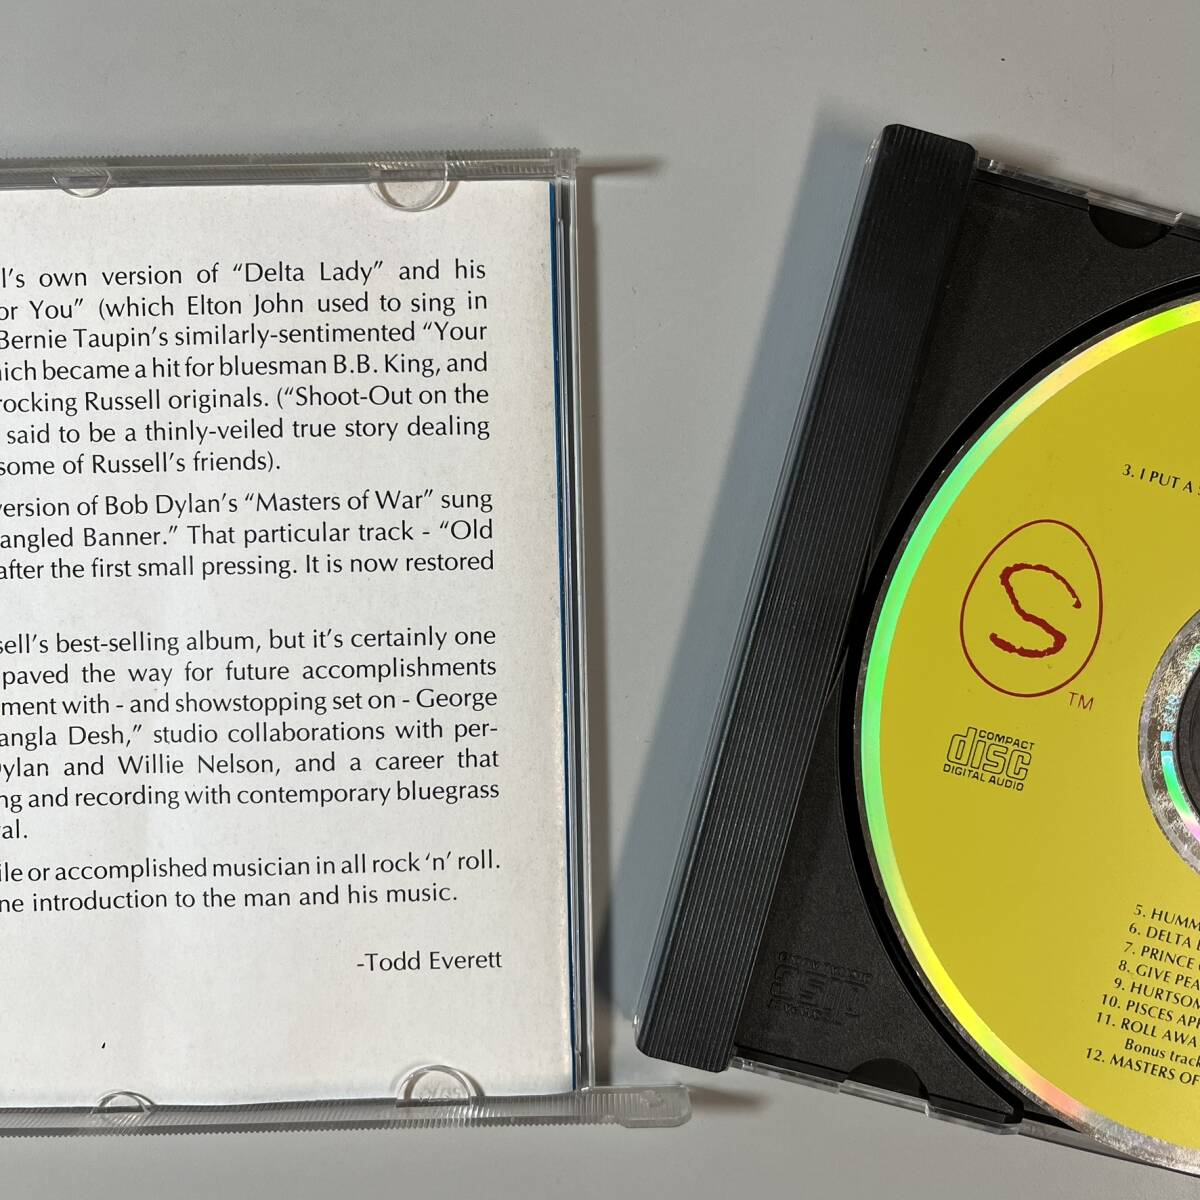 l's own version of “Delta Lady” and his
or You” (which Elton John used to sing in
Bernie Taupin's similarly-sentimented “Your
hich became a hit for bluesman B.B. King, and
rocking Russell originals. (“Shoot-Out on the
said to be a thinly-veiled true story dealing
some of Russell's friends).
version of Bob Dylan's “Masters of War” sung
angled Banner.” That particular track - “Old
after the first small pressing. It is now restored
sell's best-selling album, but it's certainly one
paved the way for future accomplishments
ment with - and showstopping set on - George
angla Desh,” studio collaborations with per-
ylan and Willie Nelson, and a career that
ng and recording with contemporary bluegrass
al.
ile or accomplished musician in all rock ‘n’ roll.
ne introduction to the man and his music.
-Todd Everett
3. I PUT A
S
TM
COMPACT
disc
DIGITAL AUDIO
5. HUMM
6. DELTA
7. PRINCE
8. GIVE PEA
9. HURTSOM
10. PISCES AP
11. ROLL AWA
Bonus track
12. MASTERS OF